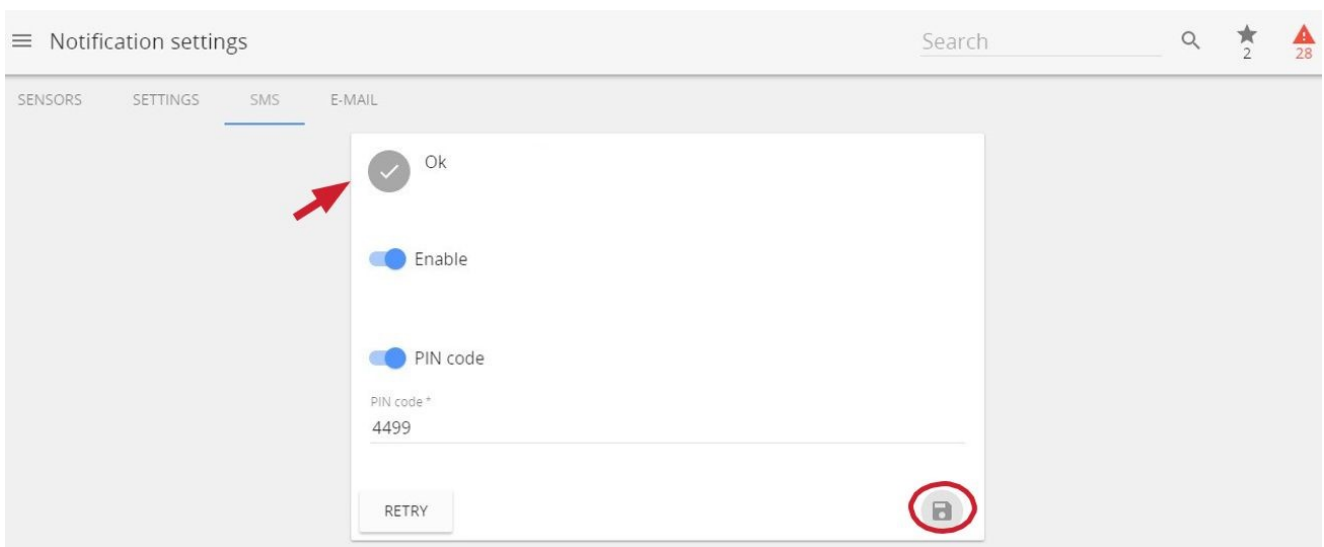 Notification settings
Search
2
28
SENSORS SETTINGS SMS E-MAIL
Ok
Enable
PIN code
PIN code *
4499
RETRY